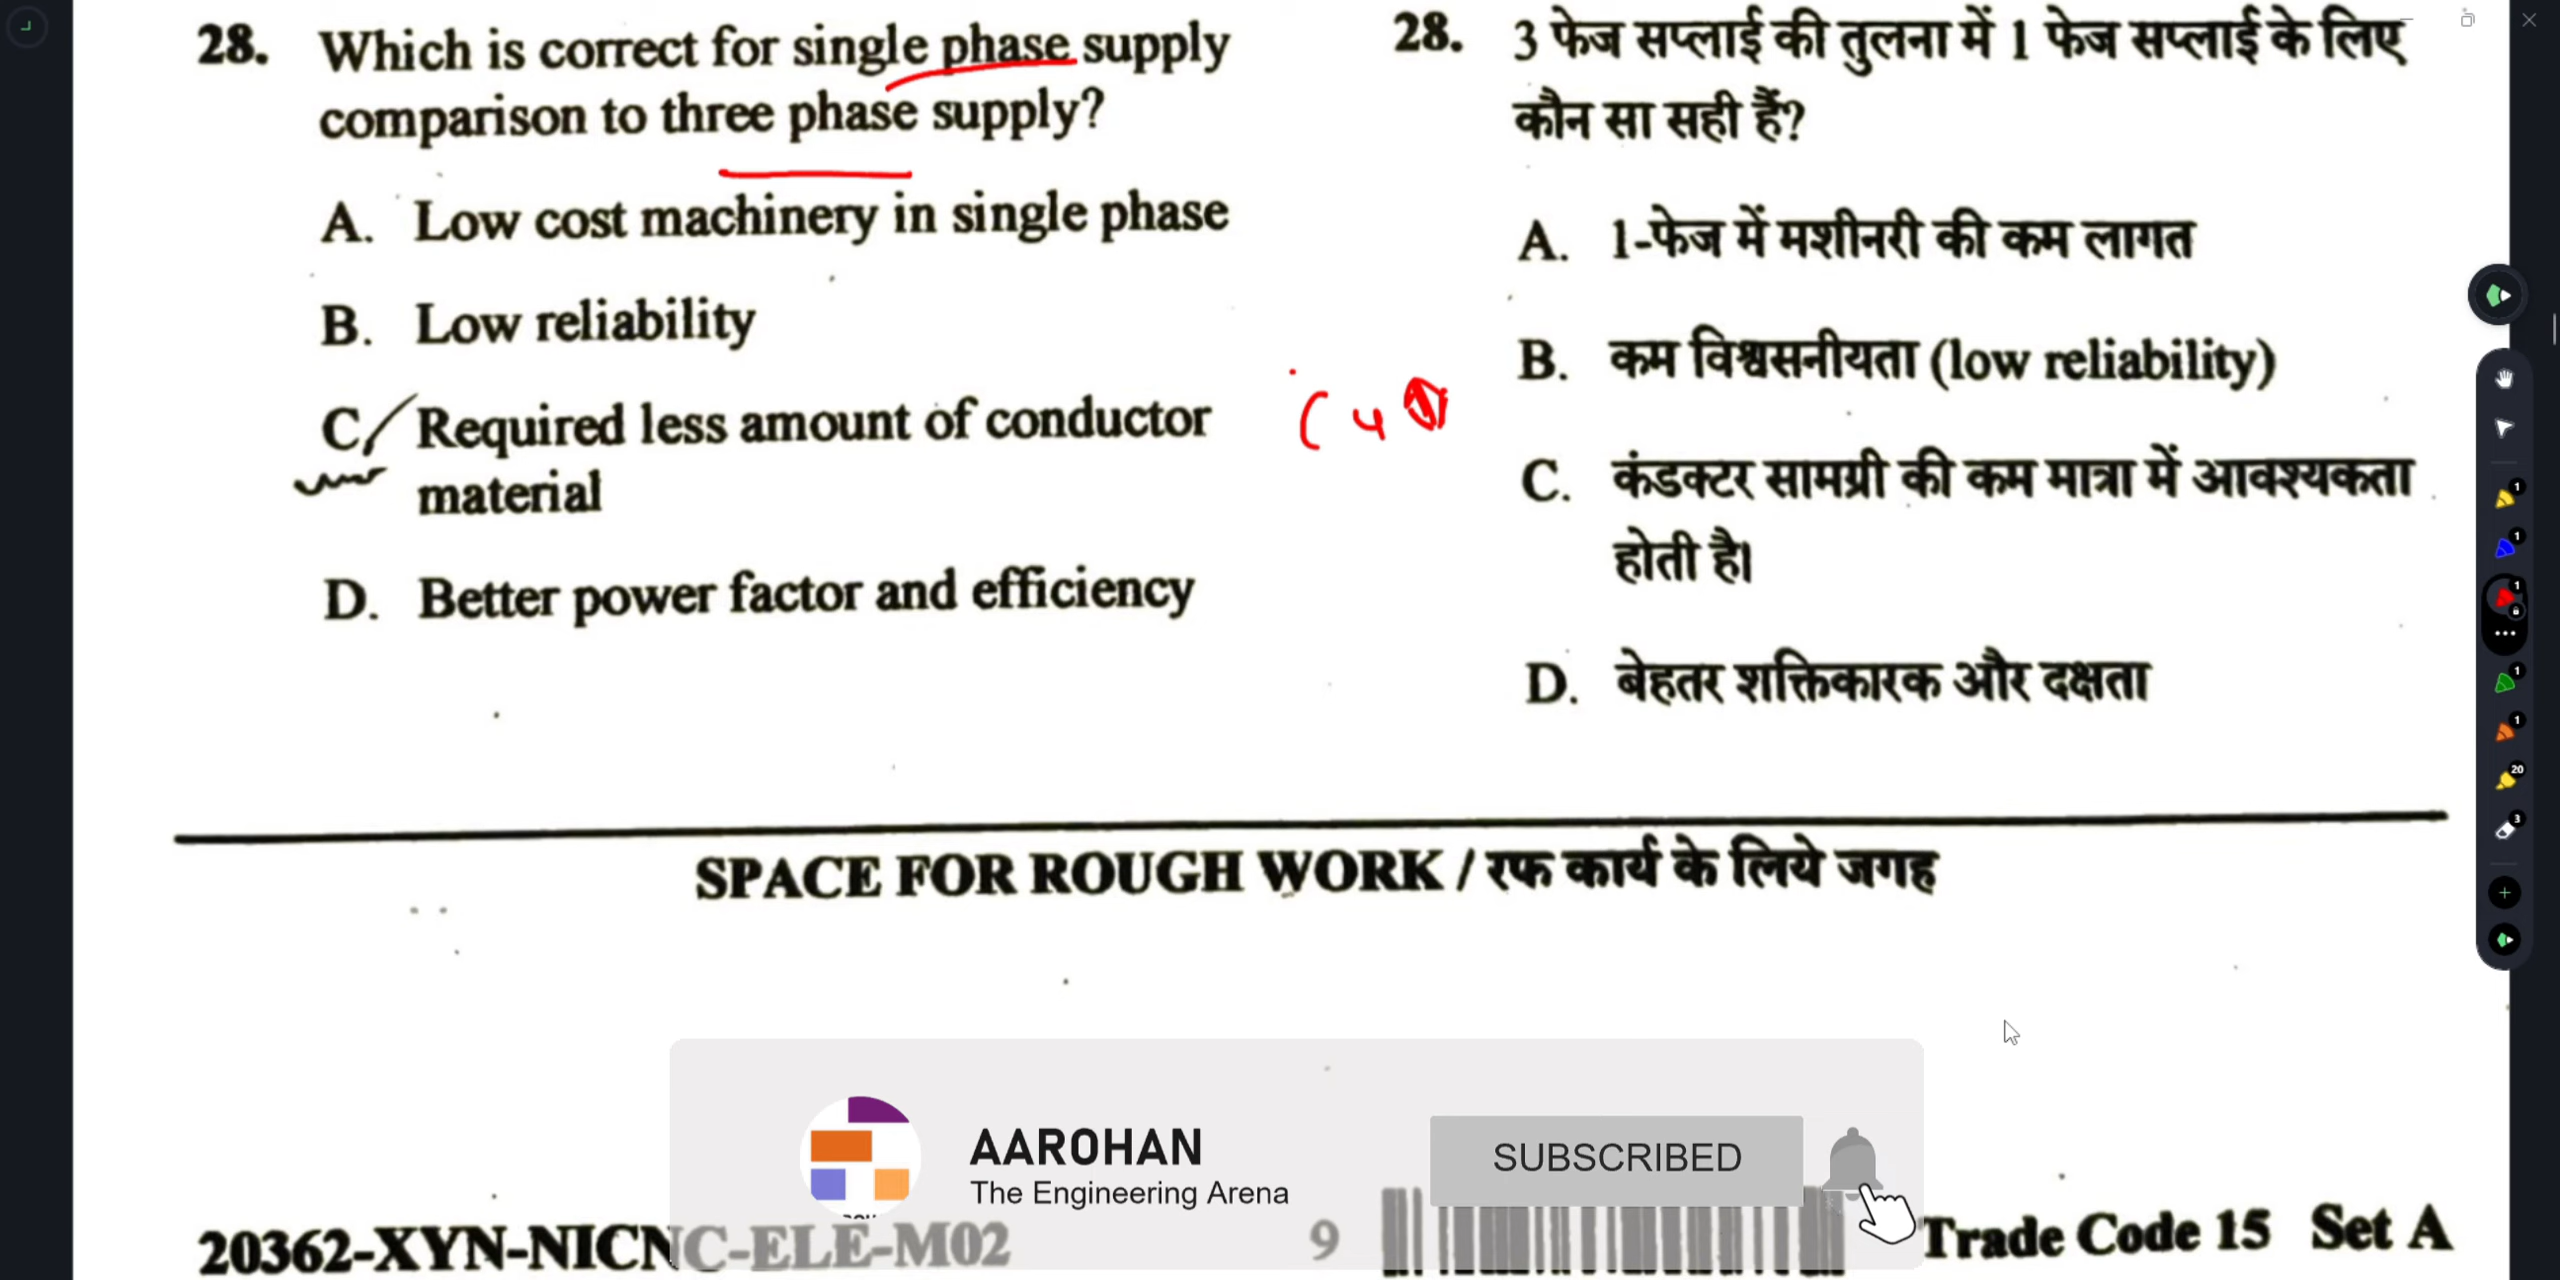 28. Which is correct for single phase supply
comparison to three phase supply?
A. Low cost machinery in single phase
B. Low reliability
C. Required less amount of conductor
material
D. Better power factor and efficiency
28. 3 फेज सप्लाई की तुलना में 1 फेज सप्लाई के लिए
कौन सा सही हैं?
A. 1-फेज में मशीनरी की कम लागत
B. कम विश्वसनीयता (low reliability)
C. कंडक्टर सामग्री की कम मात्रा में आवश्यकता
होती है।
D. बेहतर शक्तिकारक और दक्षता
SPACE FOR ROUGH WORK / रफ कार्य के लिये जगह
AAROHAN
The Engineering Arena
SUBSCRIBED
20362-XYN-NICNC-ELE-M02 9 Trade Code 15 Set A